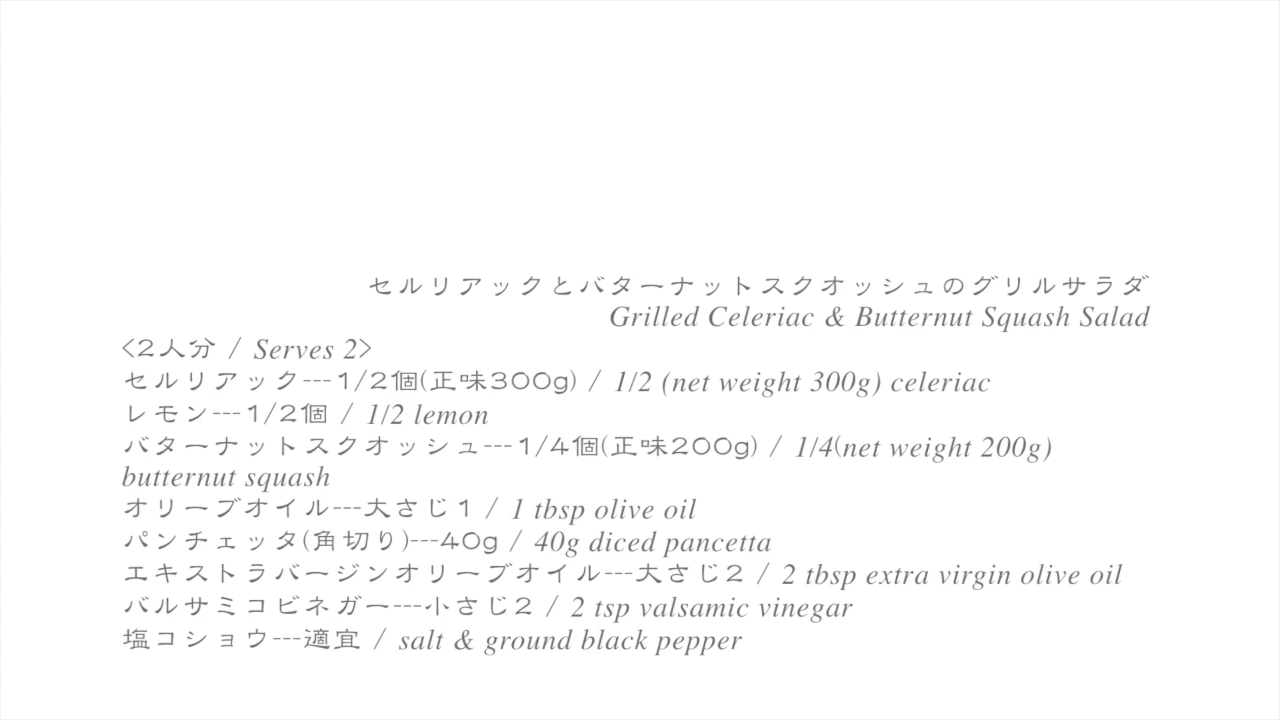 セルリアックとバターナットスクオッシュのグリルサラダ
Grilled Celeriac & Butternut Squash Salad
<2人分 / Serves 2>
セルリアック---1/2個(正味300g) / 1/2 (net weight 300g) celeriac
レモン---1/2個 / 1/2 lemon
バターナットスクオッシュ---1/4個(正味200g) / 1/4(net weight 200g)
butternut squash
オリーブオイル---大さじ1 / 1 tbsp olive oil
パンチェッタ(角切り)---40g / 40g diced pancetta
エキストラバージンオリーブオイル---大さじ2 / 2 tbsp extra virgin olive oil
バルサミコビネガー---小さじ2 / 2 tsp valsamic vinegar
塩コショウ---適宜 / salt & ground black pepper